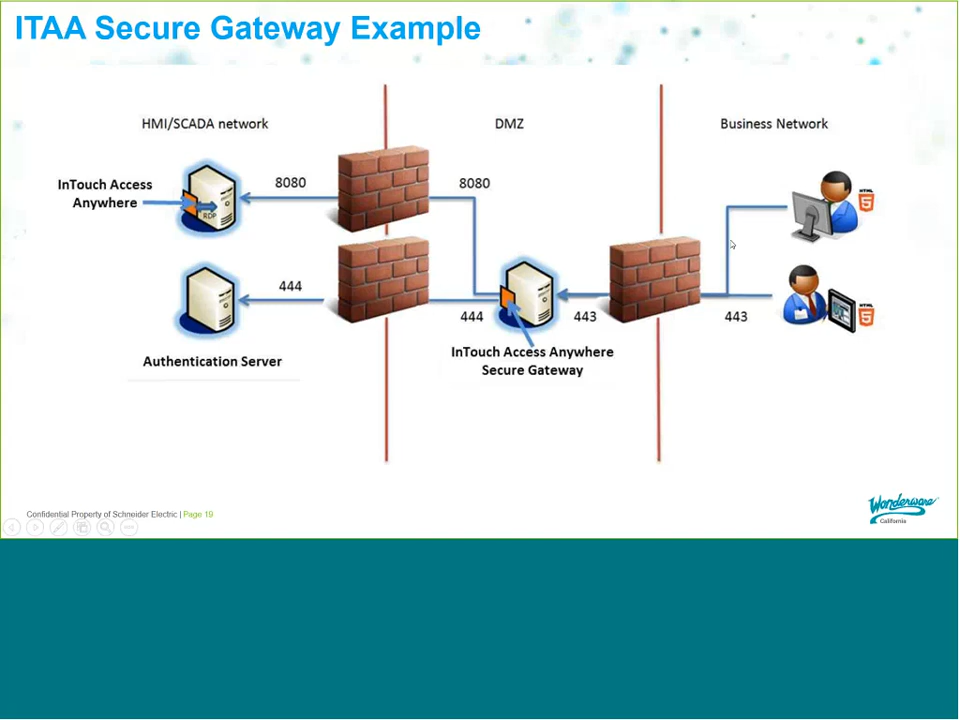 ITAA Secure Gateway Example
HMI/SCADA network
DMZ
Business Network
InTouch Access
Anywhere
8080
8080
RDP
HTML
5
444
444
443
443
HTML
5
Authentication Server
InTouch Access Anywhere
Secure Gateway
Confidential Property of Schneider Electric | Page 19
Wonderware
California